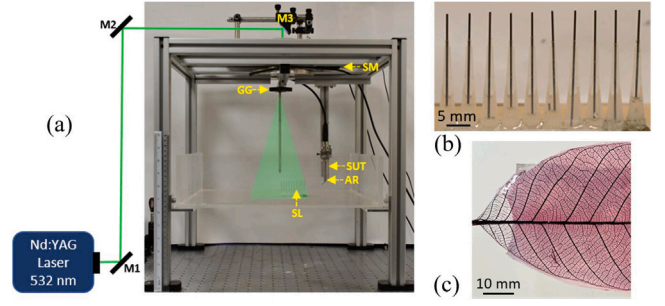 M2
M3
SM
GG
(a)
SUT
AR
SL
Nd:YAG
Laser
532 nm
M1
5 mm
(b)
(c)
10 mm